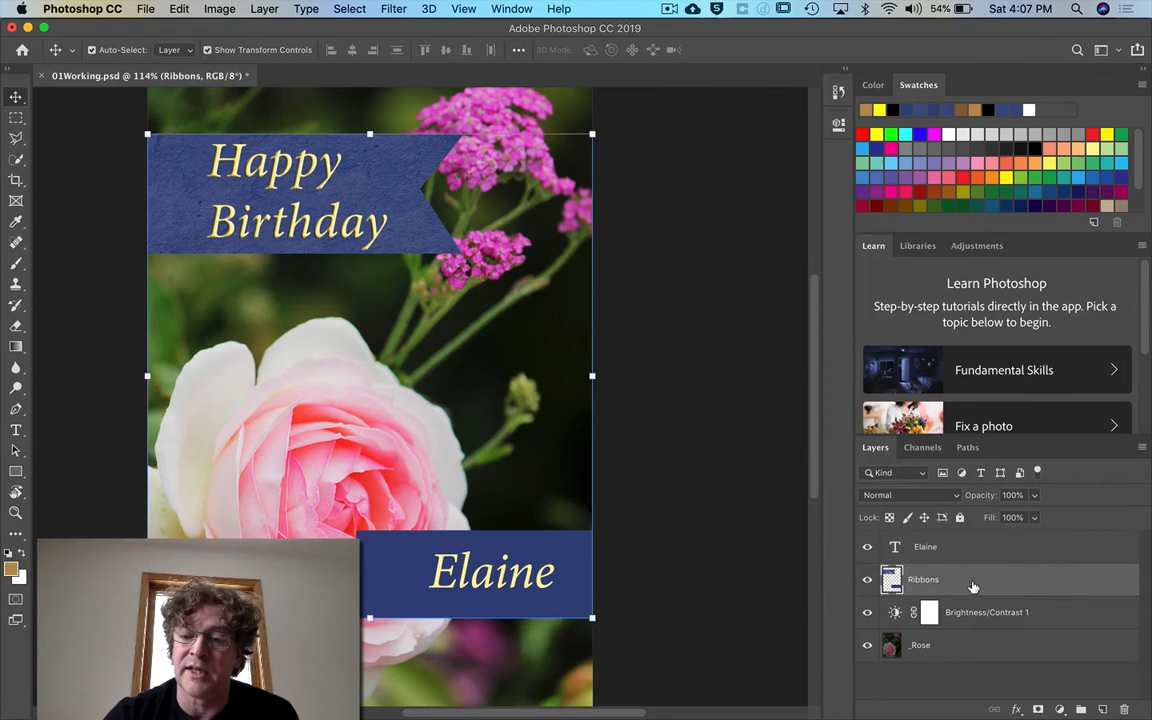 Photoshop CC File Edit Image Layer Type Select Filter 3D View Window Help 54% Sat 4:07 PM
Adobe Photoshop CC 2019
Auto-Select: Layer Show Transform Controls 3D Mode:
01Working.psd @ 114% (Ribbons, RGB/8*) *
Color Swatches
Happy
Birthday
Learn Libraries Adjustments
Learn Photoshop
Step-by-step tutorials directly in the app. Pick a
topic below to begin.
Fundamental Skills
Fix a photo
Layers Channels Paths
Kind
Normal Opacity: 100%
Lock: Fill: 100%
T Elaine
Ribbons
Brightness/Contrast 1
_Rose
Elaine